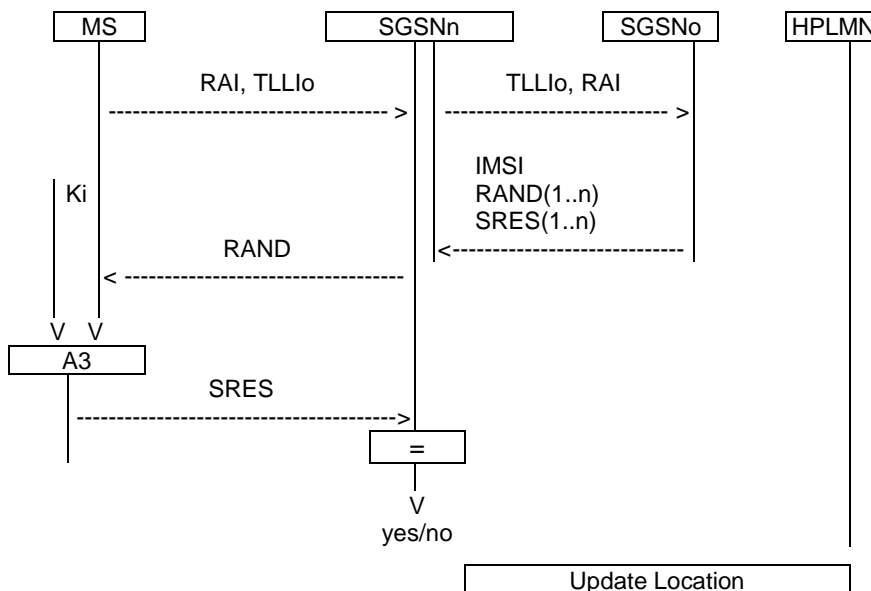 MS SGSNn SGSNo HPLMN
RAI, TLLIo TLLIo, RAI
---------------------------------- > ----------------------------- >
IMSI
Ki RAND(1..n)
SRES(1..n)
RAND <----------------------------
< ----------------------------------
V V
A3
SRES
--------------------------------------->
=
V
yes/no
Update Location